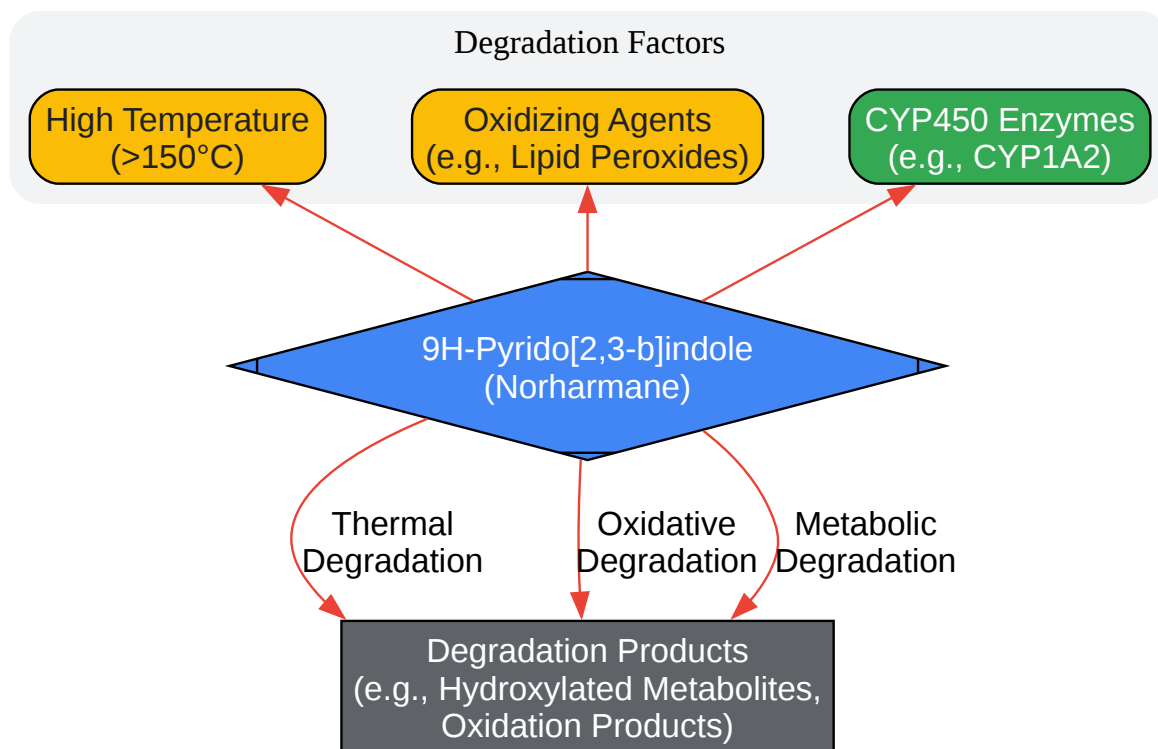 Degradation Factors
High Temperature
(>150°C)
Oxidizing Agents
(e.g., Lipid Peroxides)
CYP450 Enzymes
(e.g., CYP1A2)
9H-Pyrido[2,3-b]indole
(Norharmane)
Thermal
Degradation
Oxidative
Degradation
Metabolic
Degradation
Degradation Products
(e.g., Hydroxylated Metabolites,
Oxidation Products)